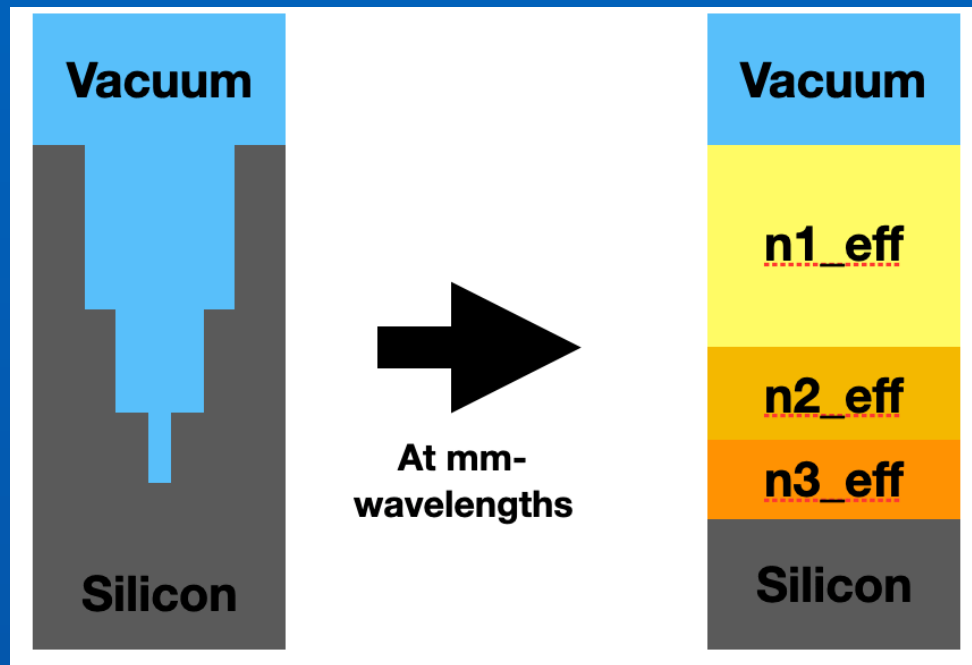 Vacuum
Silicon
At mm-
wavelengths
Vacuum
n1_eff
n2_eff
n3_eff
Silicon